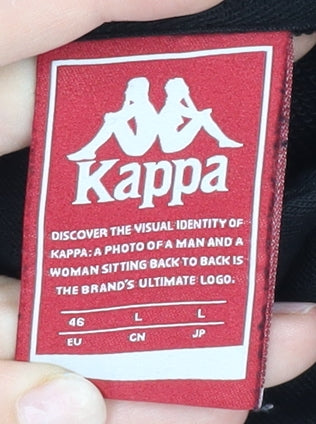 Kappa
DISCOVER THE VISUAL IDENTITY OF
KAPPA: A PHOTO OF A MAN AND A
WOMAN SITTING BACK TO BACK IS
THE BRAND'S ULTIMATE LOGO.
46 L L
EU CN JP